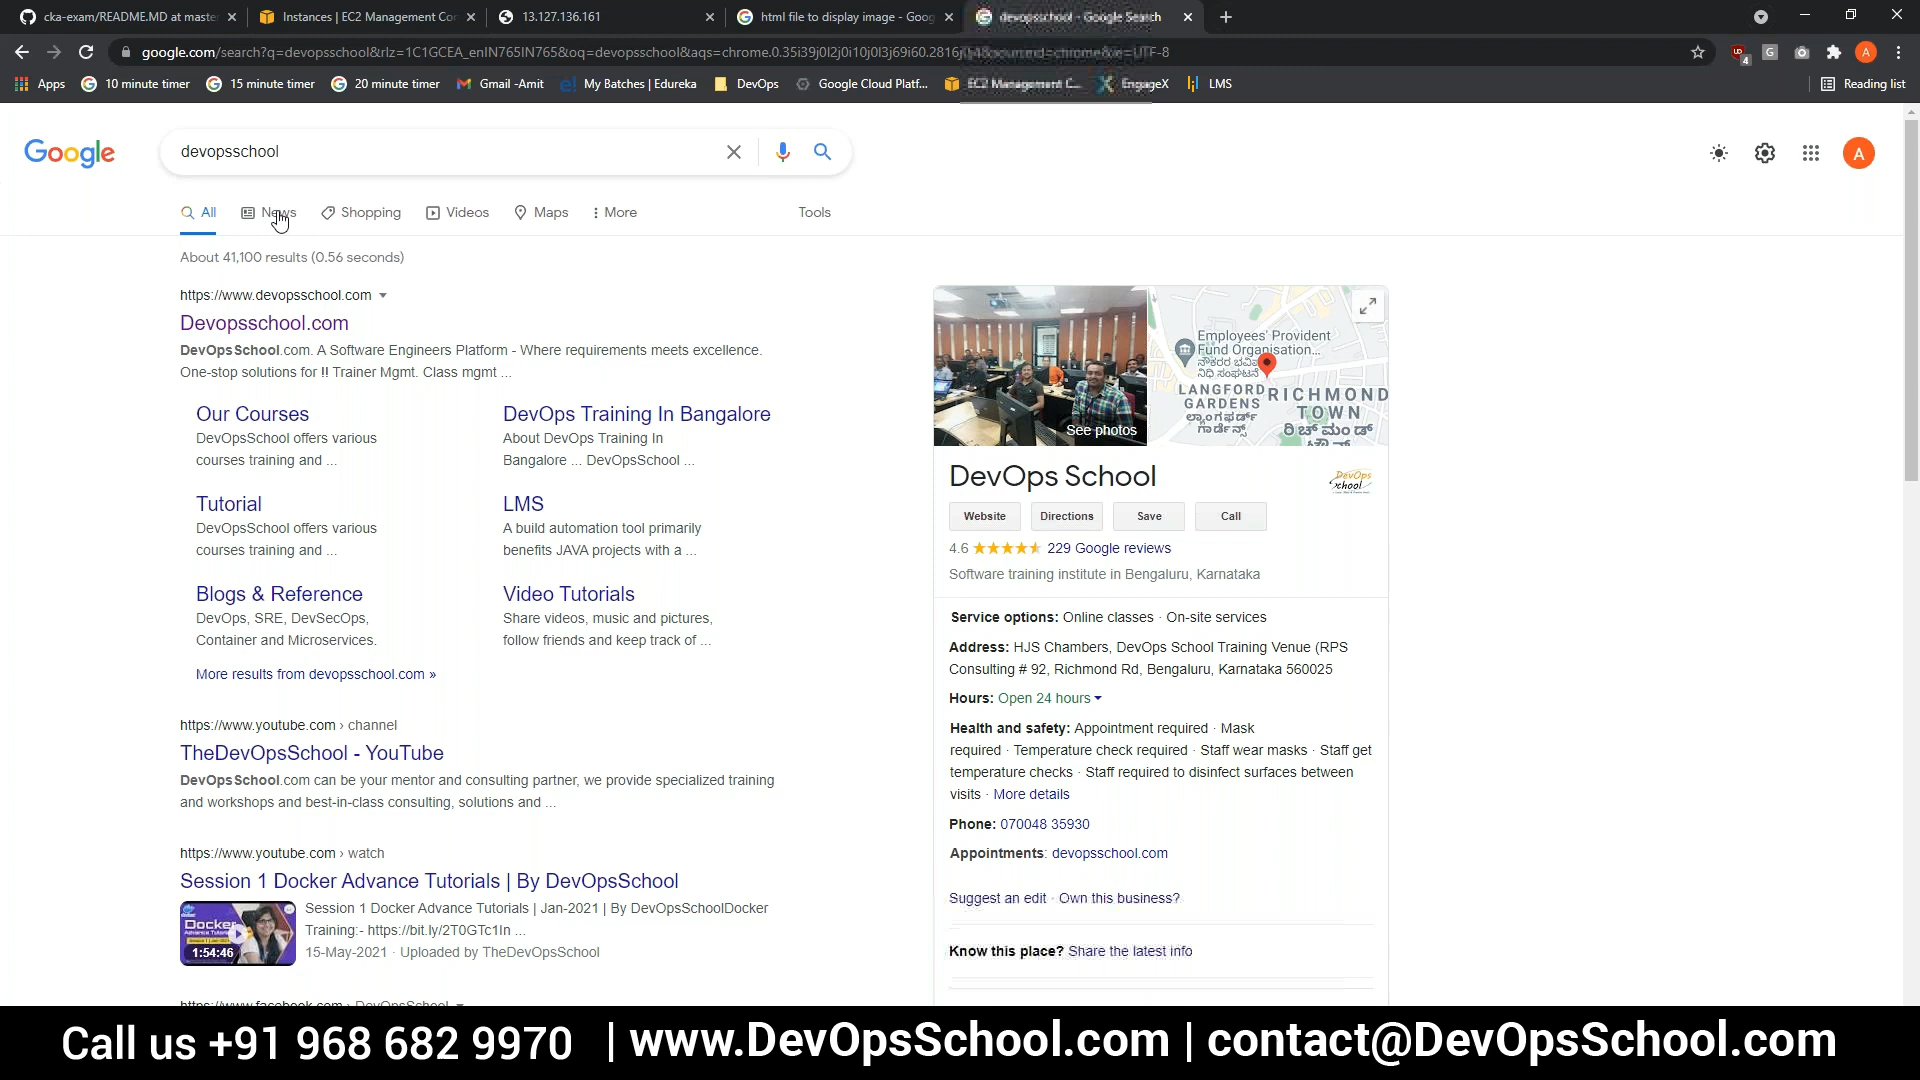 cka-exam/README.MD at master
Instances | EC2 Management Co
13.127.136.161
html file to display image - Goog
devopsschool - Google Search
google.com/search?q=devopsschool&rlz=1C1GCEA_enIN765IN765&oq=devopsschool&aqs=chrome.0.35i39j0l2j0i10j0l3j69i60.2816j
4
Apps
10 minute timer
15 minute timer
20 minute timer
Gmail -Amit
My Batches | Edureka
DevOps
Google Cloud Platf...
EC2 Management C...
EngageX
LMS
Reading list
Google
devopsschool
A
All
News
Shopping
Videos
Maps
More
Tools
About 41,100 results (0.56 seconds)
https://www.devopsschool.com
Devopsschool.com
DevOpsSchool.com. A Software Engineers Platform - Where requirements meets excellence.
One-stop solutions for !! Trainer Mgmt. Class mgmt ...
Our Courses
DevOpsSchool offers various
courses training and ...
DevOps Training In Bangalore
About DevOps Training In
Bangalore ... DevOpsSchool ...
Tutorial
DevOpsSchool offers various
courses training and ...
LMS
A build automation tool primarily
benefits JAVA projects with a ...
Blogs & Reference
DevOps, SRE, DevSecOps,
Container and Microservices.
Video Tutorials
Share videos, music and pictures,
follow friends and keep track of ...
More results from devopsschool.com »
https://www.youtube.com › channel
TheDevOpsSchool - YouTube
DevOpsSchool.com can be your mentor and consulting partner, we provide specialized training
and workshops and best-in-class consulting, solutions and ...
https://www.youtube.com › watch
Session 1 Docker Advance Tutorials | By DevOpsSchool
Docker
Advance Tutorials
1:54:46
Session 1 Docker Advance Tutorials | Jan-2021 | By DevOpsSchoolDocker
Training:- https://bit.ly/2T0GTc1In ...
15-May-2021 · Uploaded by TheDevOpsSchool
https://www.facebook.com › DevOpsSchool
See photos
Employees' Provident
Fund Organisation...
LANGFORD
GARDENS
RICHMOND
TOWN
DevOps School
DevOps
School
Website
Directions
Save
Call
4.6
229 Google reviews
Software training institute in Bengaluru, Karnataka
Service options: Online classes · On-site services
Address: HJS Chambers, DevOps School Training Venue (RPS
Consulting # 92, Richmond Rd, Bengaluru, Karnataka 560025
Hours: Open 24 hours
Health and safety: Appointment required · Mask
required · Temperature check required · Staff wear masks · Staff get
temperature checks · Staff required to disinfect surfaces between
visits · More details
Phone: 070048 35930
Appointments: devopsschool.com
Suggest an edit · Own this business?
Know this place? Share the latest info
Call us +91 968 682 9970 | www.DevOpsSchool.com | contact@DevOpsSchool.com